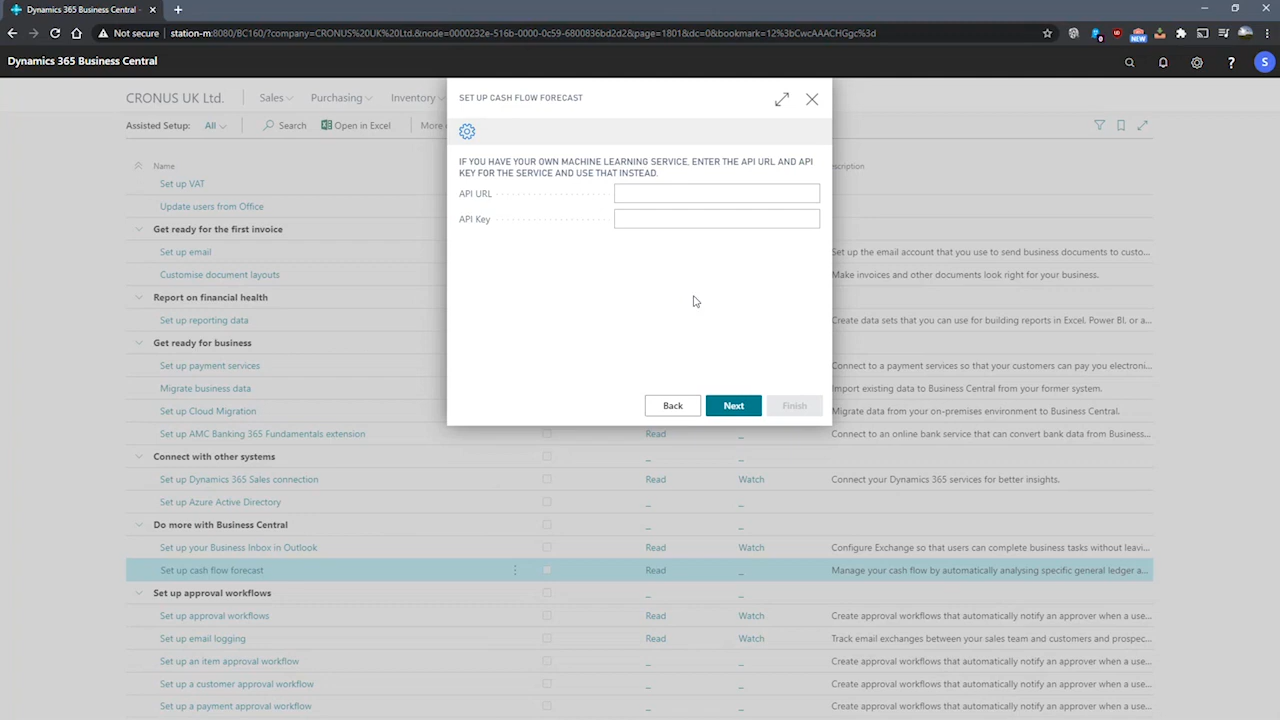 Dynamics 365 Business Central -
Not secure
station-m:8080/BC160/?company=CRONUS%20UK%20Ltd.&node=0000232e-516b-0000-0c59-6800836bd2d2&page=1801&dc=0&bookmark=12%3bCwcAAACHGgc%3d
NEW
Dynamics 365 Business Central
?
S
CRONUS UK Ltd.
Sales
Purchasing
Inventory
Assisted Setup:
All
Search
Open in Excel
More
SET UP CASH FLOW FORECAST
IF YOU HAVE YOUR OWN MACHINE LEARNING SERVICE, ENTER THE API URL AND API
KEY FOR THE SERVICE AND USE THAT INSTEAD.
API URL
API Key
Back
Next
Finish
Name
Set up VAT
Update users from Office
Get ready for the first invoice
Set up email
Set up the email account that you use to send business documents to custo...
Customise document layouts
Make invoices and other documents look right for your business.
Report on financial health
Set up reporting data
Create data sets that you can use for building reports in Excel. Power BI. or a...
Get ready for business
Set up payment services
Connect to a payment services so that your customers can pay you electroni...
Migrate business data
Import existing data to Business Central from your former system.
Set up Cloud Migration
Migrate data from your on-premises environment to Business Central.
Set up AMC Banking 365 Fundamentals extension
Read
_
Connect to an online bank service that can convert bank data from Business...
Connect with other systems
_
_
Set up Dynamics 365 Sales connection
Read
Watch
Connect your Dynamics 365 services for better insights.
Set up Azure Active Directory
_
_
Do more with Business Central
_
_
Set up your Business Inbox in Outlook
Read
Watch
Configure Exchange so that users can complete business tasks without leavi...
Set up cash flow forecast
Read
_
Manage your cash flow by automatically analysing specific general ledger a...
Set up approval workflows
_
_
Set up approval workflows
Read
Watch
Create approval workflows that automatically notify an approver when a use...
Set up email logging
Read
Watch
Track email exchanges between your sales team and customers and prospec...
Set up an item approval workflow
_
_
Create approval workflows that automatically notify an approver when a use...
Set up a customer approval workflow
_
_
Create approval workflows that automatically notify an approver when a use...
Set up a payment approval workflow
_
_
Create approval workflows that automatically notify an approver when a use...